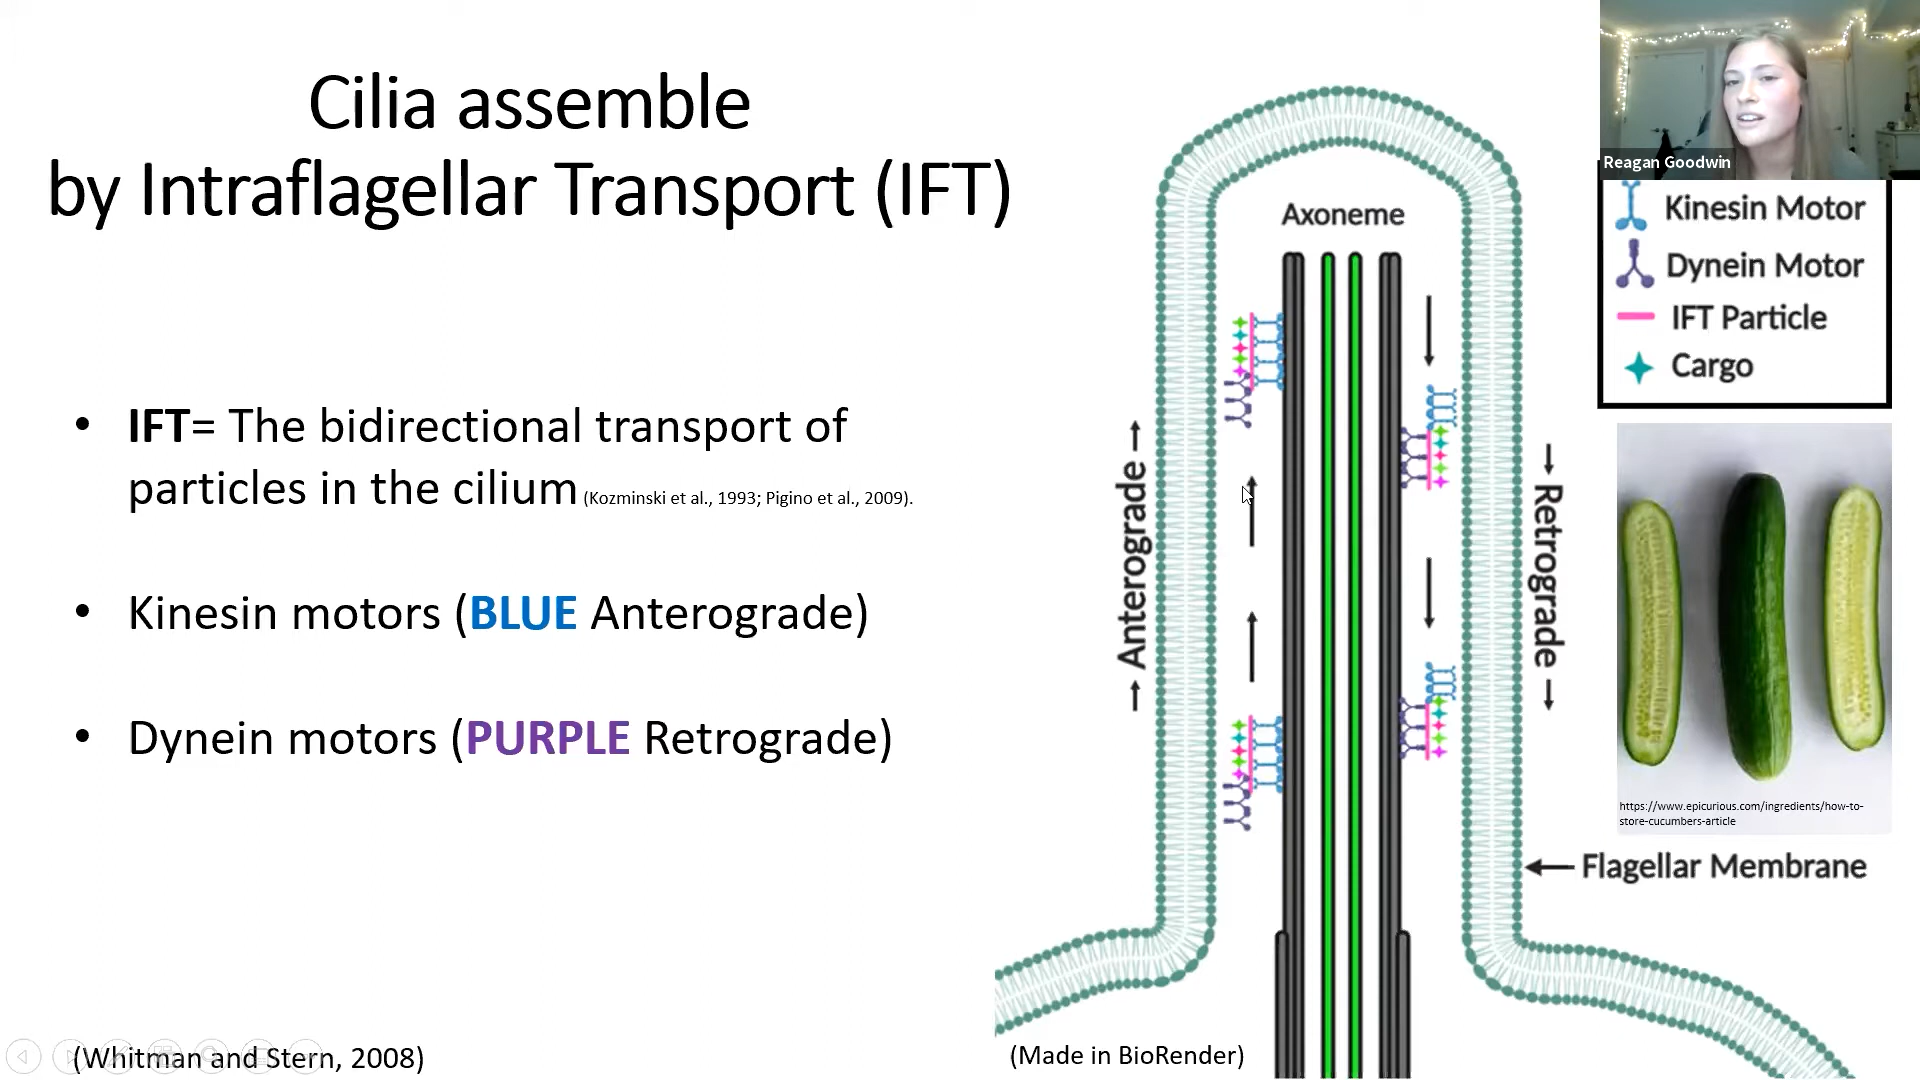 Cilia assemble
by Intraflagellar Transport (IFT)
• IFT= The bidirectional transport of
particles in the cilium (Kozminski et al., 1993; Pigino et al., 2009).
• Kinesin motors (BLUE Anterograde)
• Dynein motors (PURPLE Retrograde)
(Whitman and Stern, 2008)
Axoneme
Anterograde
Retrograde
Flagellar Membrane
(Made in BioRender)
Reagan Goodwin
Kinesin Motor
Dynein Motor
IFT Particle
Cargo
https://www.epicurious.com/ingredients/how-to-
store-cucumbers-article